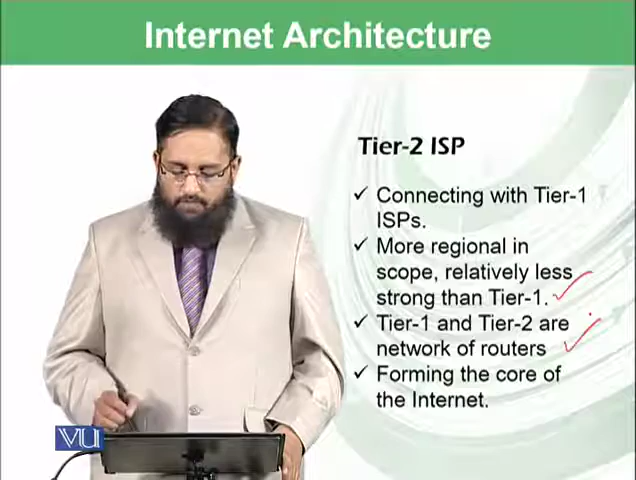 Internet Architecture
Tier-2 ISP
✓ Connecting with Tier-1
ISPs.
✓ More regional in
scope, relatively less
strong than Tier-1.
✓ Tier-1 and Tier-2 are
network of routers
✓ Forming the core of
the Internet.
VU